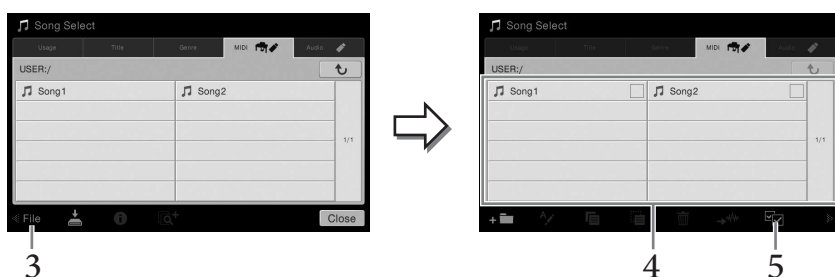 Song Select
Usage Title Genre MIDI Audio
USER:/
Song1 Song2
1/1
File Close
3
Song Select
Usage Title Genre MIDI Audio
USER:/
Song1 Song2
1/1
4 5